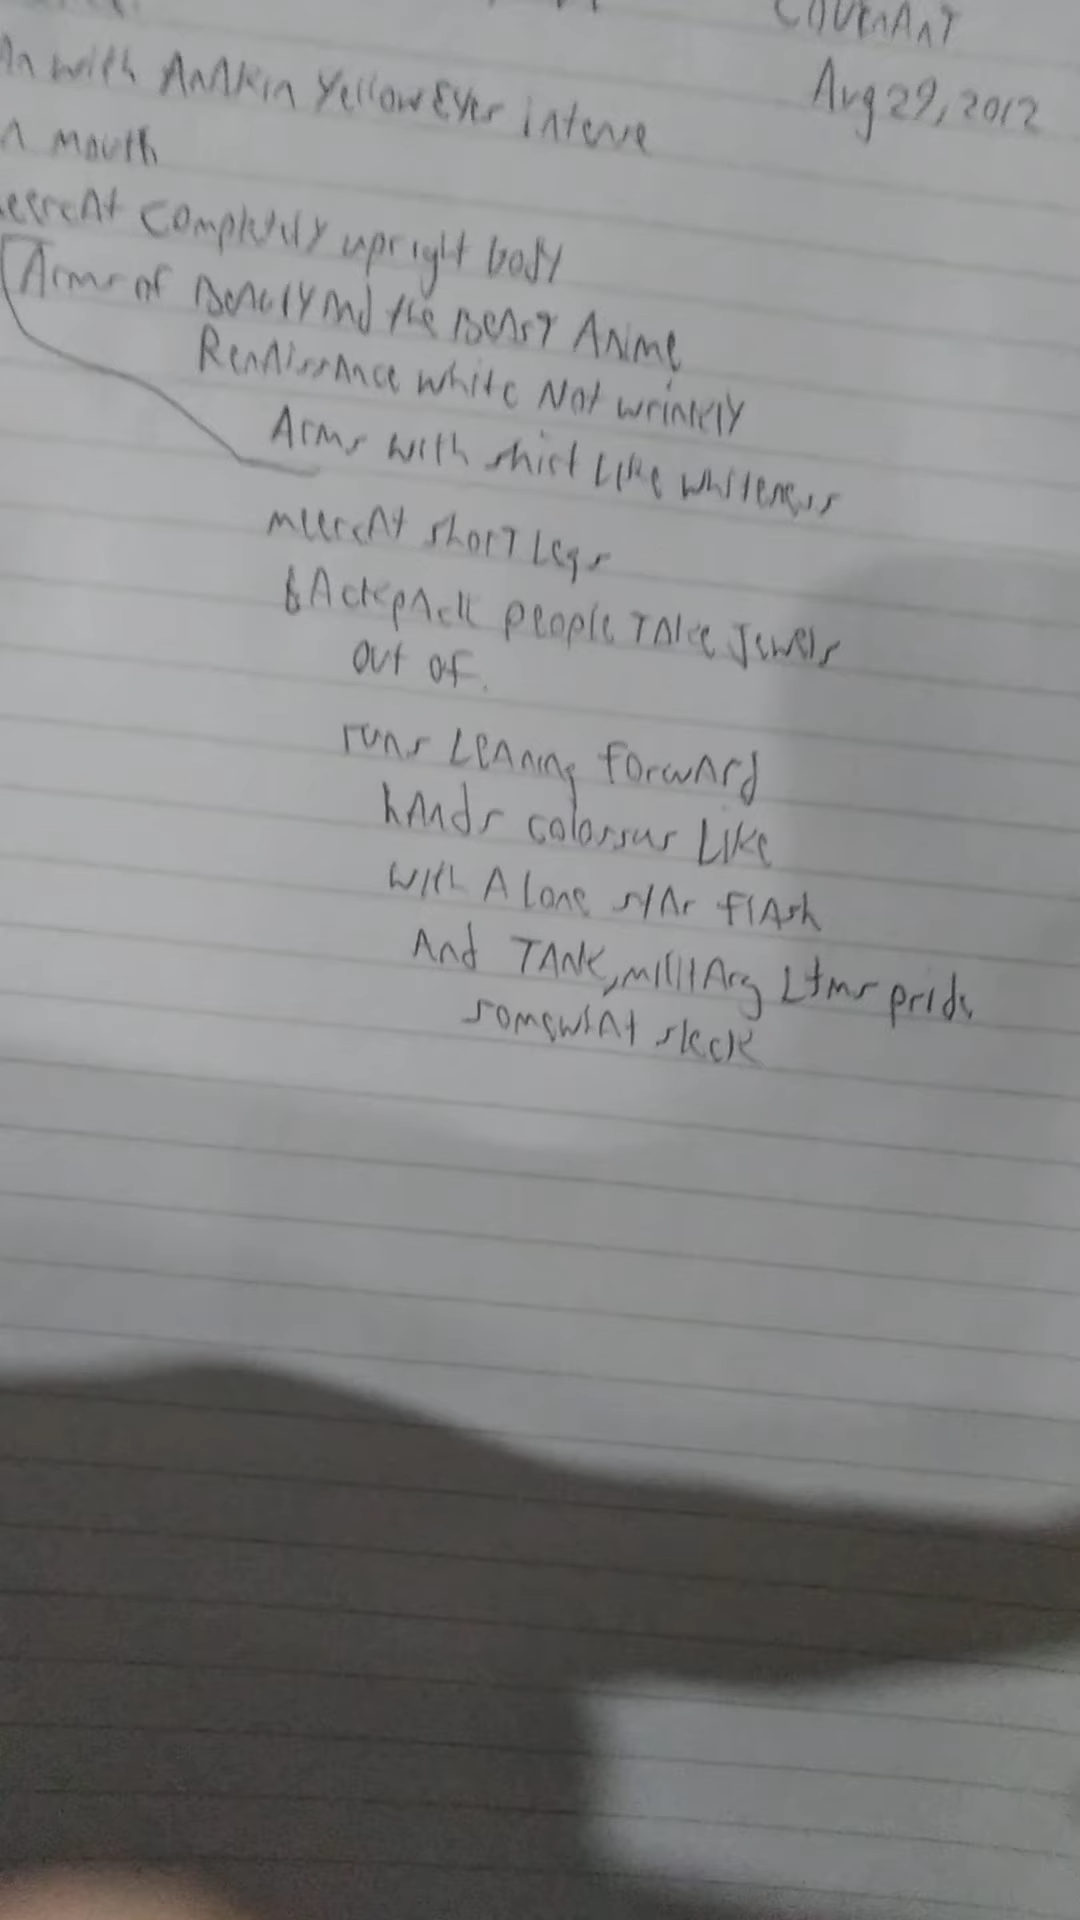 COVENANT
Aug 29, 2012
with Anakin Yellow Eyes intense
mouth
completely upright body
Arms of Beauty and the Beast Anime
Renaissance white Not wrinkly
Arms with shirt Like whiteness
meercat short Legs
backpack people TAke Jewels
out of.
runs Leaning forward
hands colossus Like
with A lone star flash
And TANK, military
pride
somewhat sleek